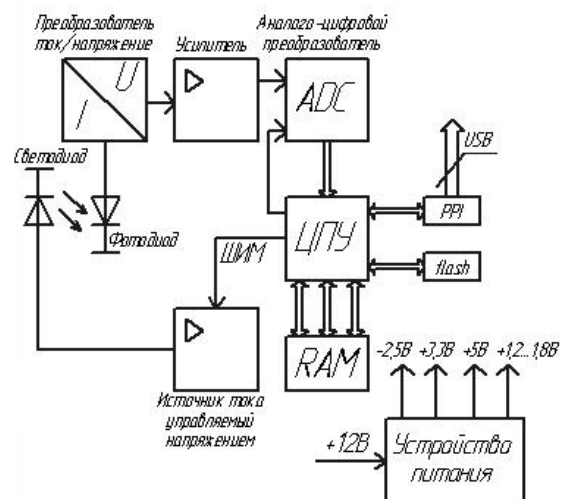 Преобразователь
ток/напряжение
Усилитель
Аналого-цифровой
преобразователь
U
I
ADC
Светодиод
Фотодиод
USB
ЦПУ
PPI
ШИМ
flash
RAM
Источник тока
управляемый
напряжением
-2,5В +3,3В +5В +1,2...1,8В
+12В
Устройство
питания